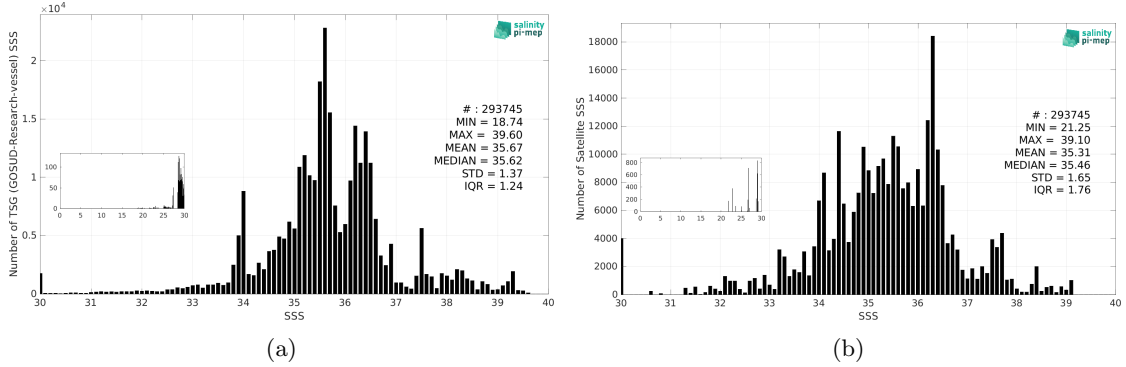 salinity
pi-mep
Number of TSG (GOSUD-Research-vessel) SSS
×10⁴
2
1.5
1
0.5
0
# : 293745
MIN = 18.74
MAX = 39.60
MEAN = 35.67
MEDIAN = 35.62
STD = 1.37
IQR = 1.24
100
50
0
0 5 10 15 20 25 30
30 31 32 33 34 35 36 37 38 39 40
SSS
(a)
salinity
pi-mep
Number of Satellite SSS
18000
16000
14000
12000
10000
8000
6000
4000
2000
0
# : 293745
MIN = 21.25
MAX = 39.10
MEAN = 35.31
MEDIAN = 35.46
STD = 1.65
IQR = 1.76
800
600
400
200
0
0 5 10 15 20 25 30
30 31 32 33 34 35 36 37 38 39 40
SSS
(b)